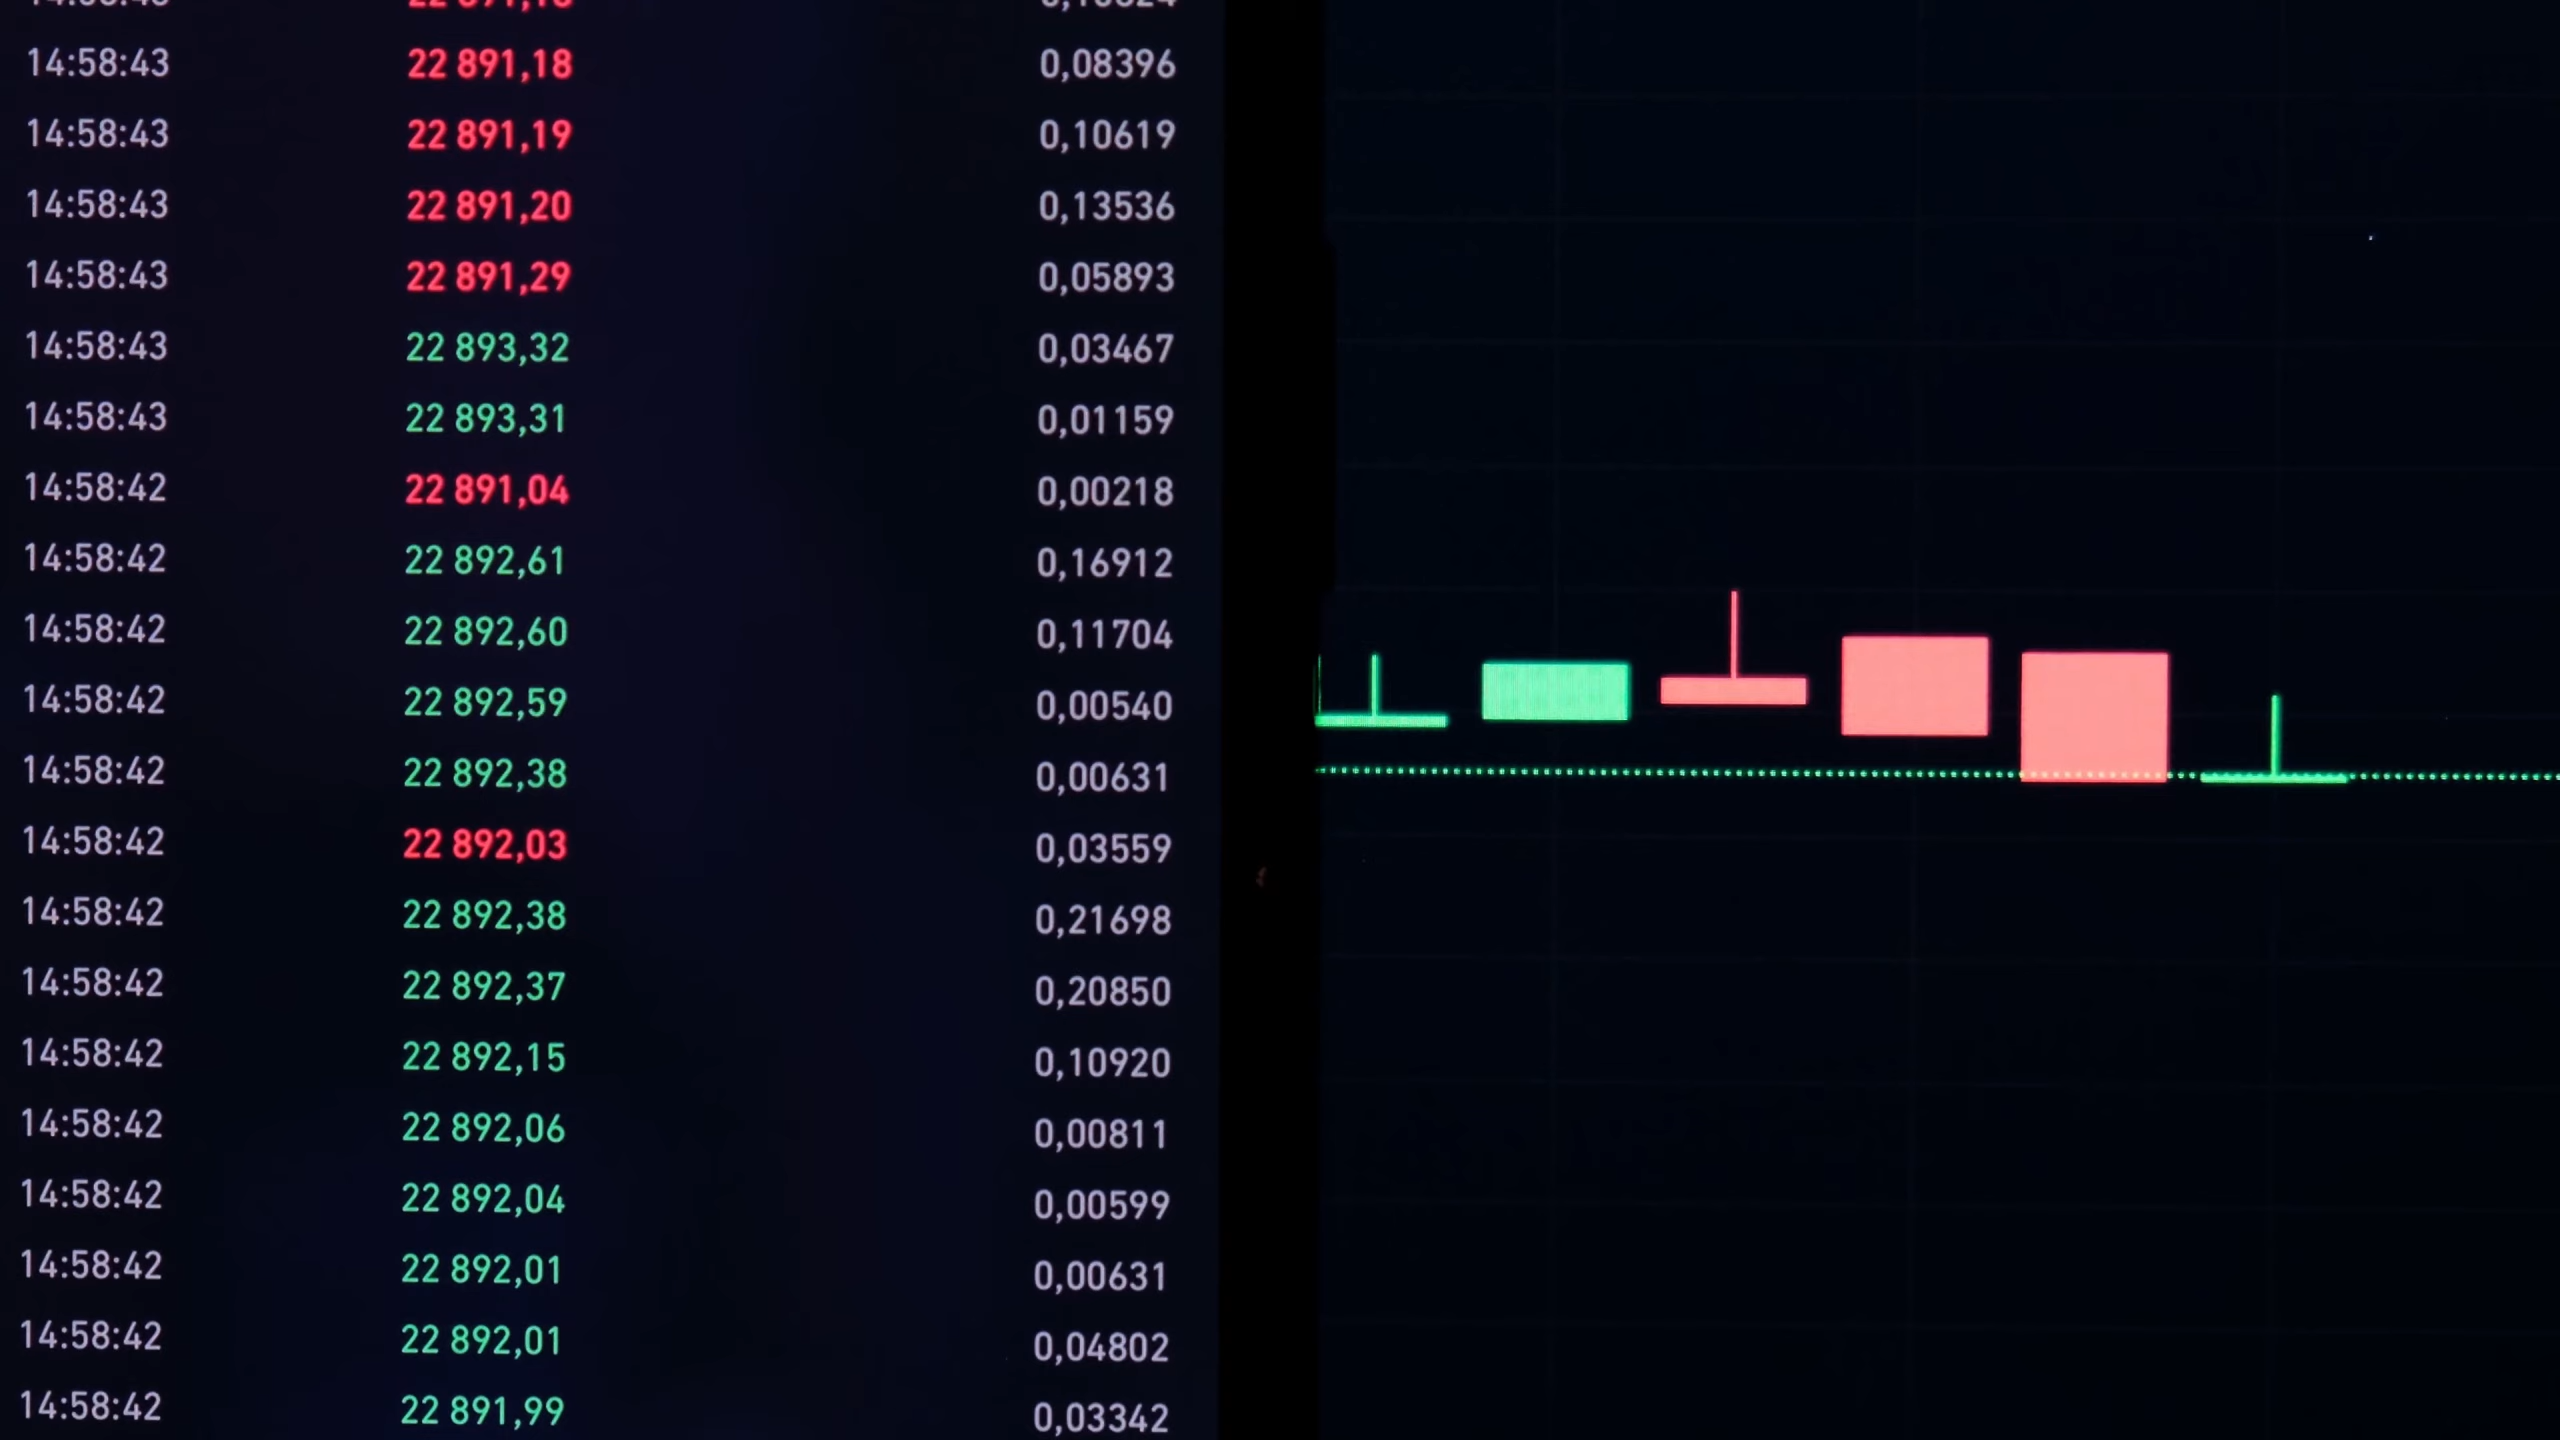 14:58:43 22 891,18 0,08396
14:58:43 22 891,19 0,10619
14:58:43 22 891,20 0,13536
14:58:43 22 891,29 0,05893
14:58:43 22 893,32 0,03467
14:58:43 22 893,31 0,01159
14:58:42 22 891,04 0,00218
14:58:42 22 892,61 0,16912
14:58:42 22 892,60 0,11704
14:58:42 22 892,59 0,00540
14:58:42 22 892,38 0,00631
14:58:42 22 892,03 0,03559
14:58:42 22 892,38 0,21698
14:58:42 22 892,37 0,20850
14:58:42 22 892,15 0,10920
14:58:42 22 892,06 0,00811
14:58:42 22 892,04 0,00599
14:58:42 22 892,01 0,00631
14:58:42 22 892,01 0,04802
14:58:42 22 891,99 0,03342